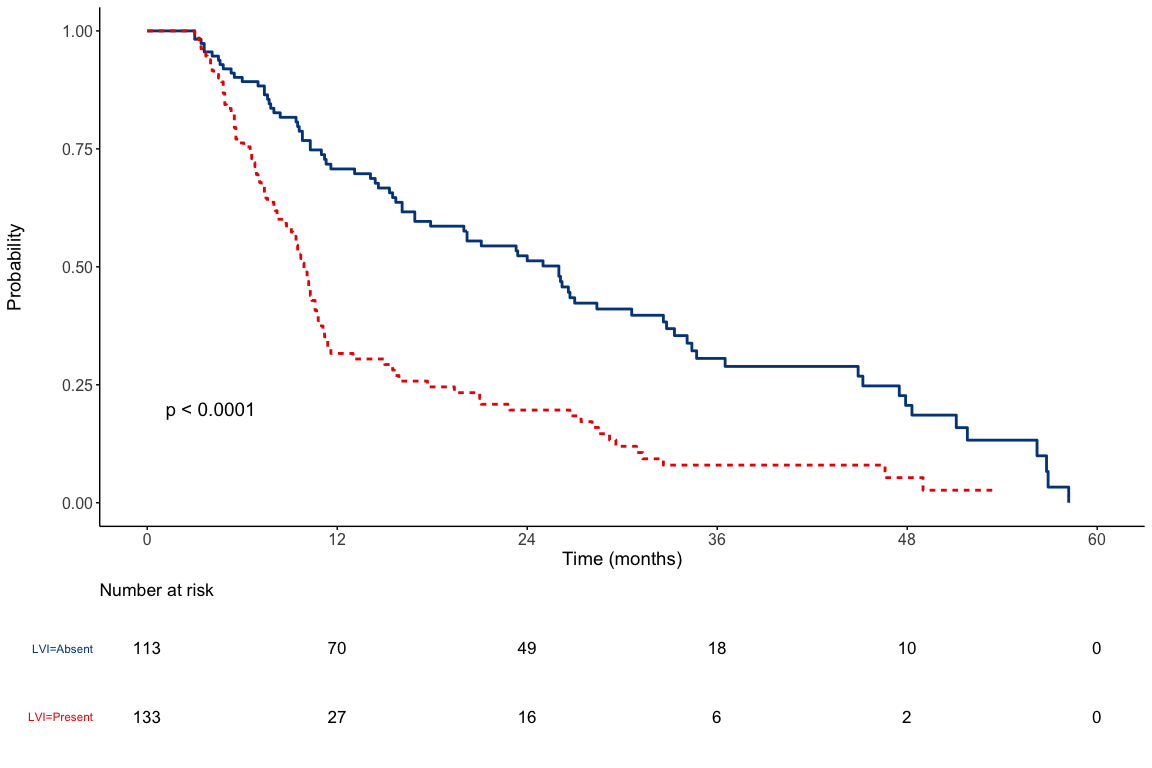 1.00
0.75
0.50
0.25
0.00
Probability
p < 0.0001
0 12 24 36 48 60
Time (months)
Number at risk
LVI=Absent 113 70 49 18 10 0
LVI=Present 133 27 16 6 2 0